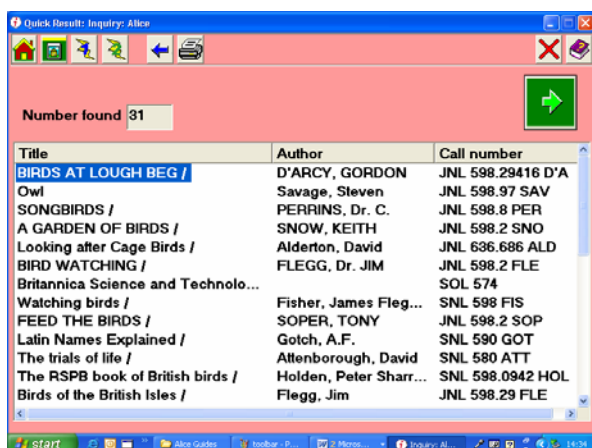 Quick Result: Inquiry: Alice
Number found 31
Title Author Call number
BIRDS AT LOUGH BEG / D'ARCY, GORDON JNL 598.29416 D'A
Owl Savage, Steven JNL 598.97 SAV
SONGBIRDS / PERRINS, Dr. C. JNL 598.8 PER
A GARDEN OF BIRDS / SNOW, KEITH JNL 598.2 SNO
Looking after Cage Birds / Alderton, David JNL 636.686 ALD
BIRD WATCHING / FLEGG, Dr. JIM JNL 598.2 FLE
Britannica Science and Technolo... SOL 574
Watching birds / Fisher, James Fleg... SNL 598 FIS
FEED THE BIRDS / SOPER, TONY JNL 598.2 SOP
Latin Names Explained / Gotch, A.F. SNL 590 GOT
The trials of life / Attenborough, David SNL 580 ATT
The RSPB book of British birds / Holden, Peter Sharr... SNL 598.0942 HOL
Birds of the British Isles / Flegg, Jim JNL 598.29 FLE
start Alice Guides toolbar - P... 2 Micros... Inquiry: Al... 14:34